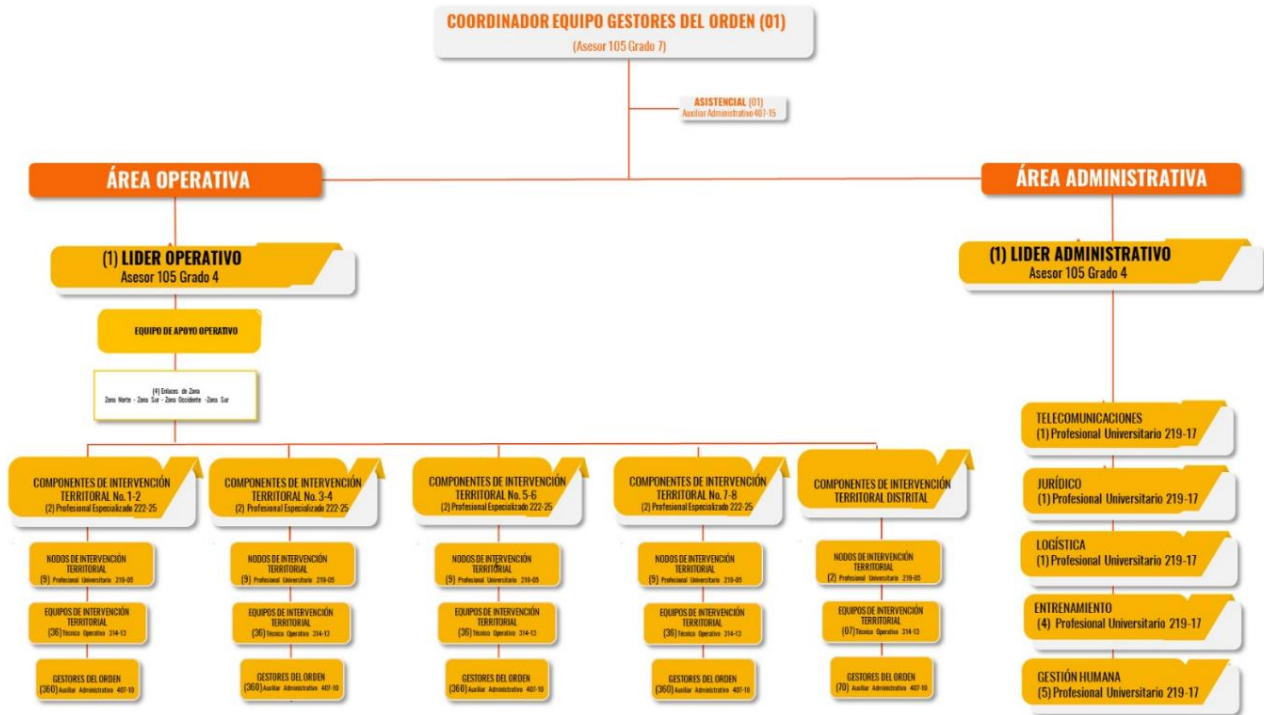 COORDINADOR EQUIPO GESTORES DEL ORDEN (01)
(Asesor 105 Grado 7)
ASISTENCIAL (01)
Auxiliar Administrativo 407-15
ÁREA OPERATIVA
ÁREA ADMINISTRATIVA
(1) LIDER OPERATIVO
Asesor 105 Grado 4
(1) LIDER ADMINISTRATIVO
Asesor 105 Grado 4
EQUIPO DE APOYO OPERATIVO
(4) Enlaces de Zona
Zona Norte - Zona Sur - Zona Occidente -Zona Sur
COMPONENTES DE INTERVENCIÓN
TERRITORAL No. 1-2
(2) Profesional Especializado 222-25
NODOS DE INTERVENCIÓN
TERRITORIAL
(9) Profesional Universitario 219-05
EQUIPOS DE INTERVENCIÓN
TERRITORIAL
(36) Técnico Operativo 314-13
GESTORES DEL ORDEN
(360) Auxiliar Administrativo 407-10
COMPONENTES DE INTERVENCIÓN
TERRITORAL No. 3-4
(2) Profesional Especializado 222-25
NODOS DE INTERVENCIÓN
TERRITORIAL
(9) Profesional Universitario 219-05
EQUIPOS DE INTERVENCIÓN
TERRITORIAL
(36) Técnico Operativo 314-13
GESTORES DEL ORDEN
(360) Auxiliar Administrativo 407-10
COMPONENTES DE INTERVENCIÓN
TERRITORAL No. 5-6
(2) Profesional Especializado 222-25
NODOS DE INTERVENCIÓN
TERRITORIAL
(9) Profesional Universitario 219-05
EQUIPOS DE INTERVENCIÓN
TERRITORIAL
(36) Técnico Operativo 314-13
GESTORES DEL ORDEN
(360) Auxiliar Administrativo 407-10
COMPONENTES DE INTERVENCIÓN
TERRITORAL No. 7-8
(2) Profesional Especializado 222-25
NODOS DE INTERVENCIÓN
TERRITORIAL
(9) Profesional Universitario 219-05
EQUIPOS DE INTERVENCIÓN
TERRITORIAL
(36) Técnico Operativo 314-13
GESTORES DEL ORDEN
(360) Auxiliar Administrativo 407-10
COMPONENTES DE INTERVENCIÓN
TERRITORAL DISTRITAL
NODOS DE INTERVENCIÓN
TERRITORIAL
(2) Profesional Universitario 219-05
EQUIPOS DE INTERVENCIÓN
TERRITORIAL
(07) Técnico Operativo 314-13
GESTORES DEL ORDEN
(70) Auxiliar Administrativo 407-10
TELECOMUNICACIONES
(1) Profesional Universitario 219-17
JURÍDICO
(1) Profesional Universitario 219-17
LOGÍSTICA
(1) Profesional Universitario 219-17
ENTRENAMIENTO
(4) Profesional Universitario 219-17
GESTIÓN HUMANA
(5) Profesional Universitario 219-17